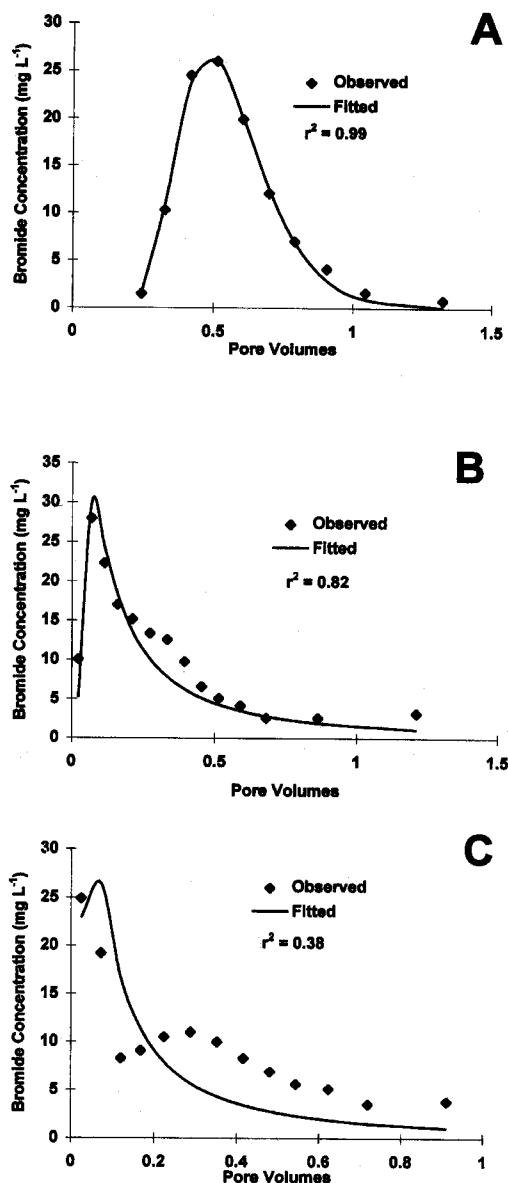 A
Bromide Concentration (mg L⁻¹)
30
25
20
15
10
5
0
Observed
Fitted
r² = 0.99
0
0.5
1
1.5
Pore Volumes
B
Bromide Concentration (mg L⁻¹)
35
30
25
20
15
10
5
0
Observed
Fitted
r² = 0.82
0
0.5
1
1.5
Pore Volumes
C
Bromide Concentration (mg L⁻¹)
30
25
20
15
10
5
0
Observed
Fitted
r² = 0.38
0
0.2
0.4
0.6
0.8
1
Pore Volumes